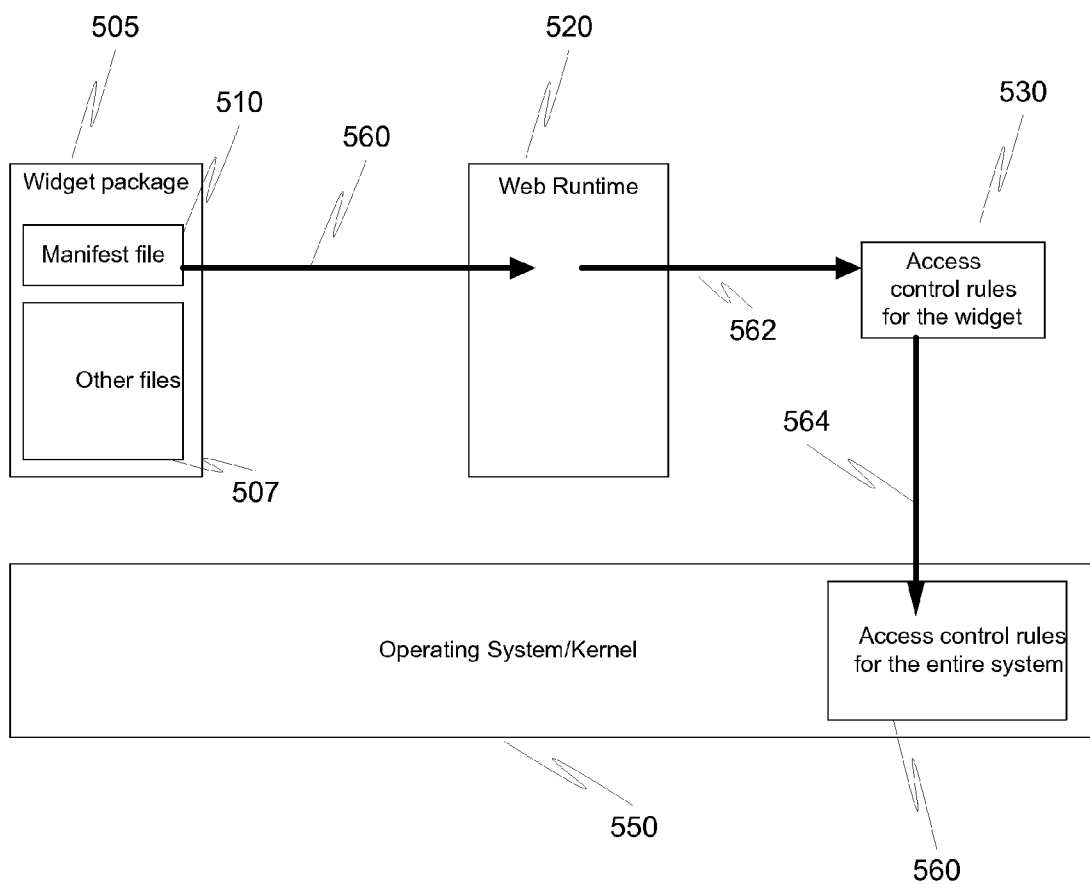 505
520
510
530
560
Widget package
Web Runtime
Manifest file
Access
control rules
for the widget
562
Other files
564
507
Operating System/Kernel
Access control rules
for the entire system
550
560